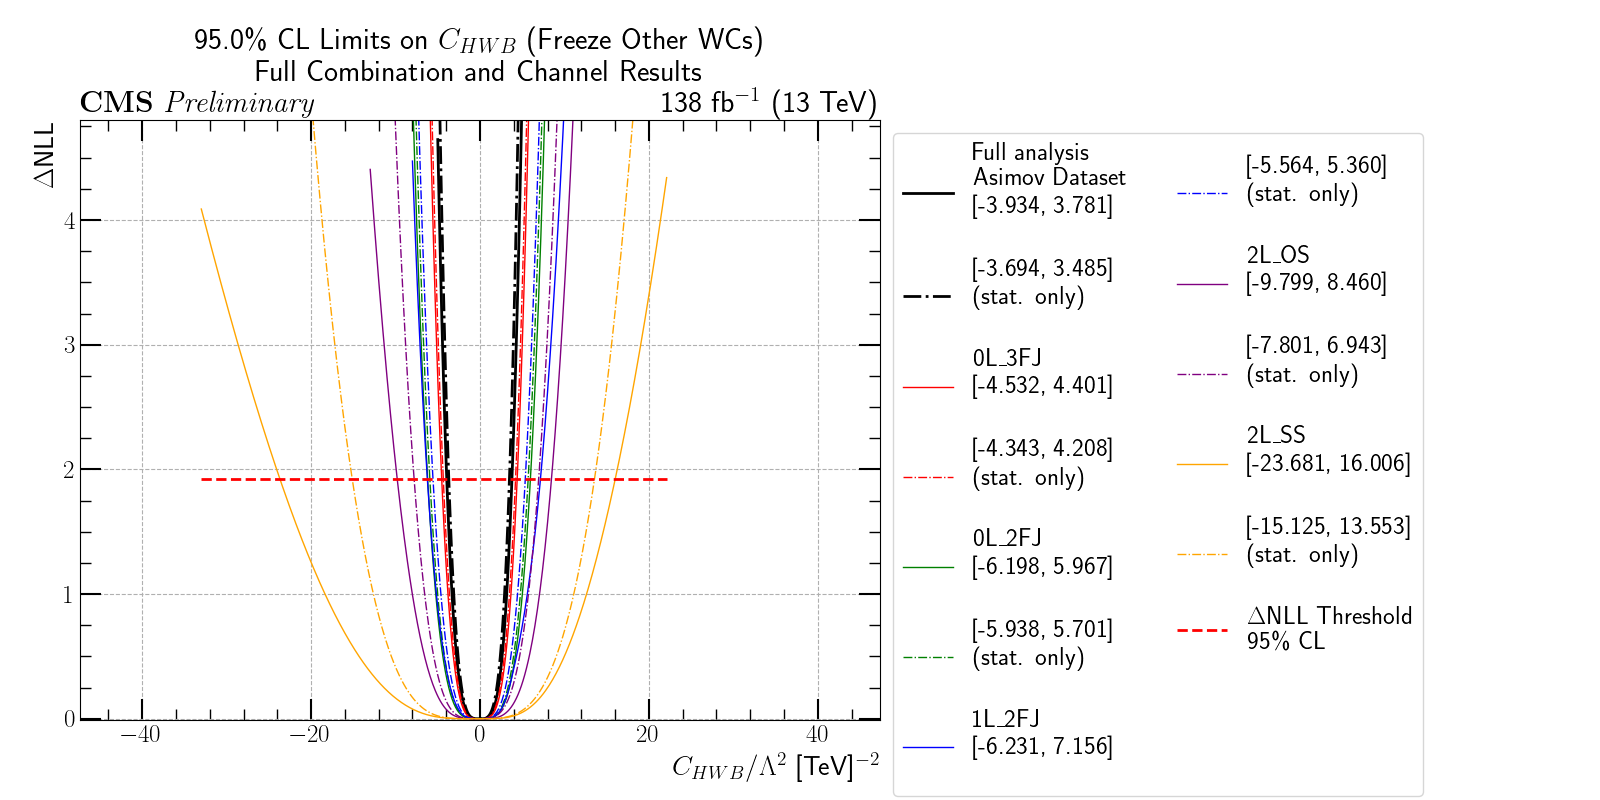 95.0% CL Limits on C_{HWB} (Freeze Other WCs)
Full Combination and Channel Results
CMS Preliminary
138 fb^{-1} (13 TeV)
ΔNLL
4
3
2
1
0
−40
−20
0
20
40
C_{HWB}/Λ^2 [TeV]^{-2}
Full analysis
Asimov Dataset
[-3.934, 3.781]
[-3.694, 3.485]
(stat. only)
0L_3FJ
[-4.532, 4.401]
[-4.343, 4.208]
(stat. only)
0L_2FJ
[-6.198, 5.967]
[-5.938, 5.701]
(stat. only)
1L_2FJ
[-6.231, 7.156]
[-5.564, 5.360]
(stat. only)
2L_OS
[-9.799, 8.460]
[-7.801, 6.943]
(stat. only)
2L_SS
[-23.681, 16.006]
[-15.125, 13.553]
(stat. only)
ΔNLL Threshold
95% CL